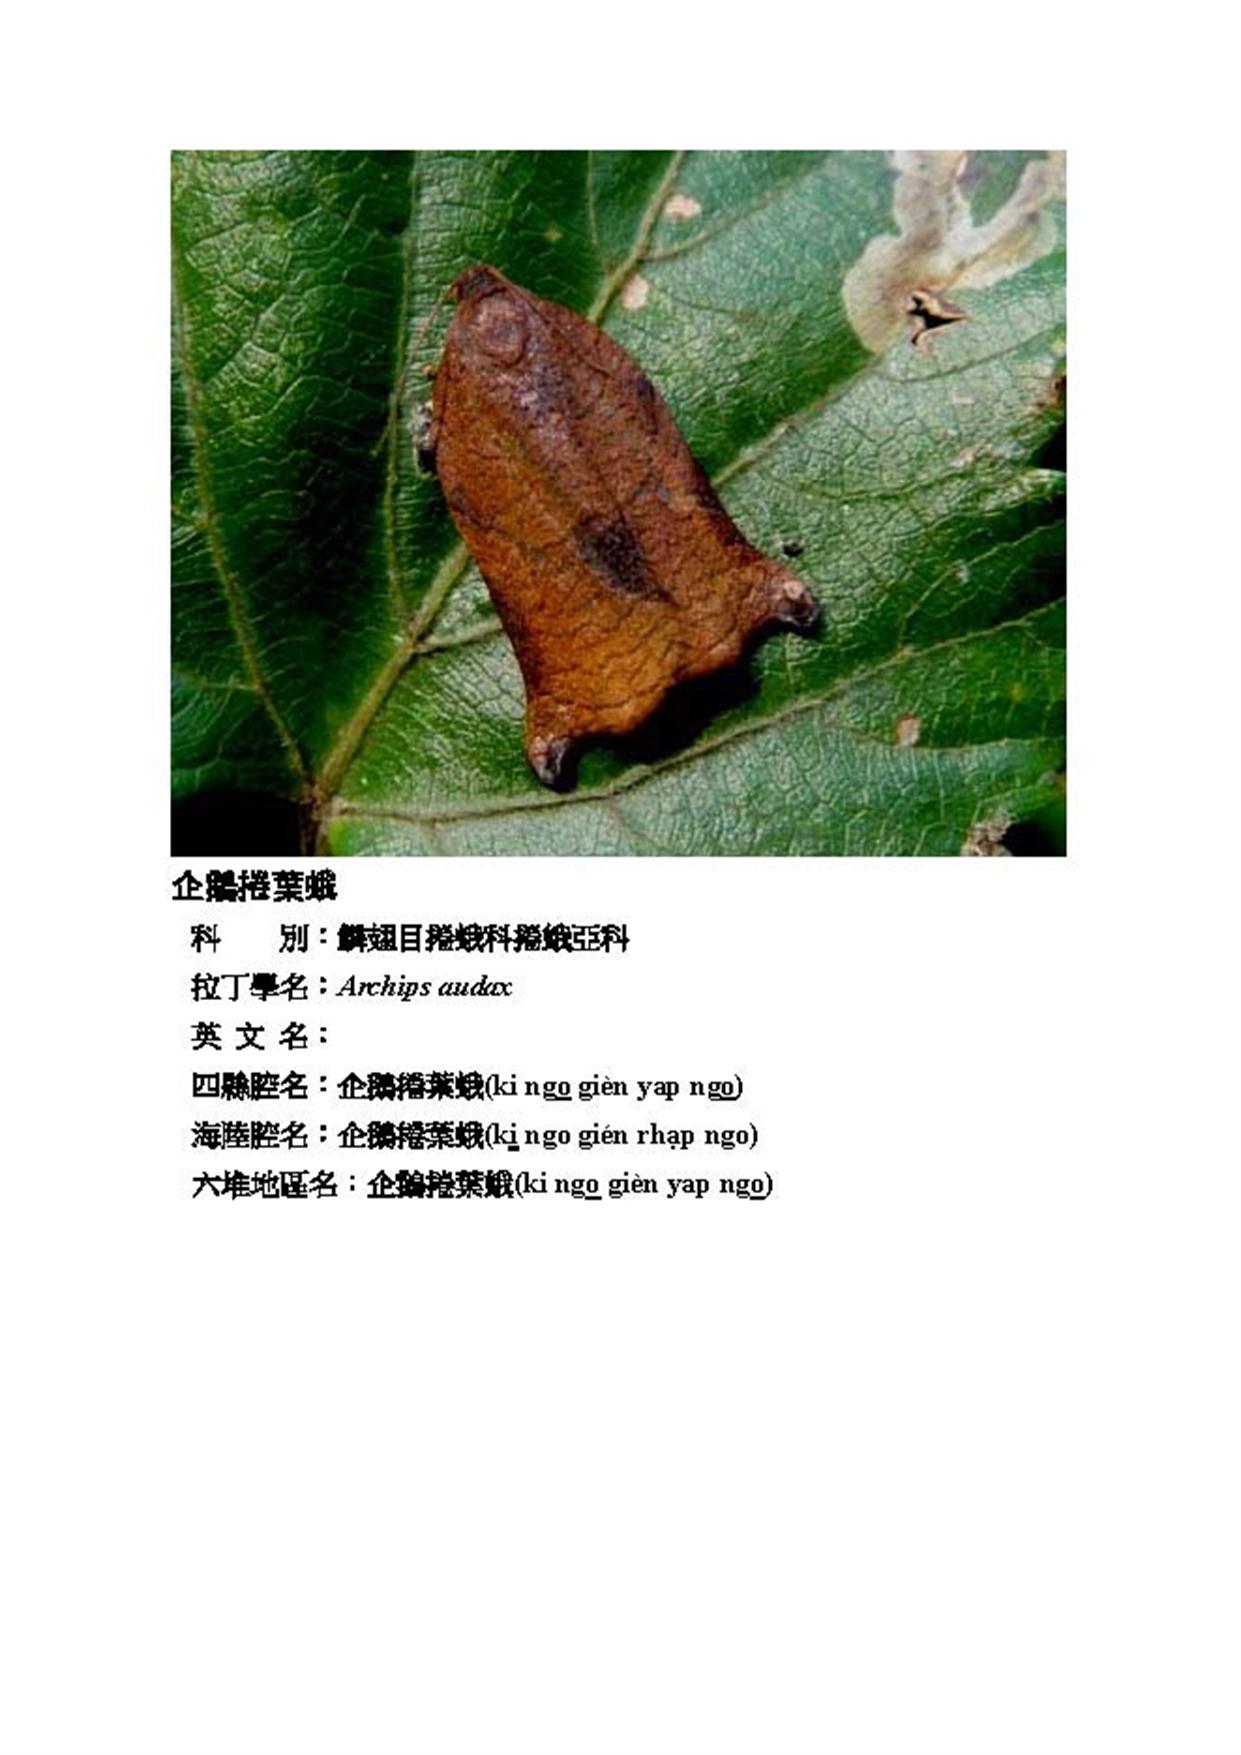 企鵝捲葉蛾
科　　別：鱗翅目捲蛾科捲蛾亞科
拉丁學名：Archips audax
英 文 名：
四縣腔名：企鵝捲葉蛾(ki ngo gièn yap ngo)
海陸腔名：企鵝捲葉蛾(ki ngo gién rhap ngo)
六堆地區名：企鵝捲葉蛾(ki ngo gièn yap ngo)